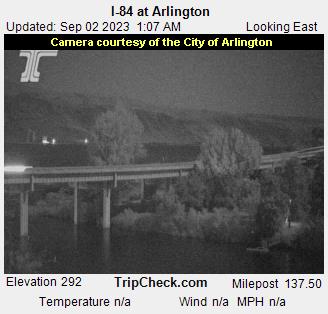 I-84 at Arlington
Updated: Sep 02 2023 1:07 AM Looking East
Camera courtesy of the City of Arlington
Elevation 292 TripCheck.com Milepost 137.50
Temperature n/a Wind n/a MPH n/a